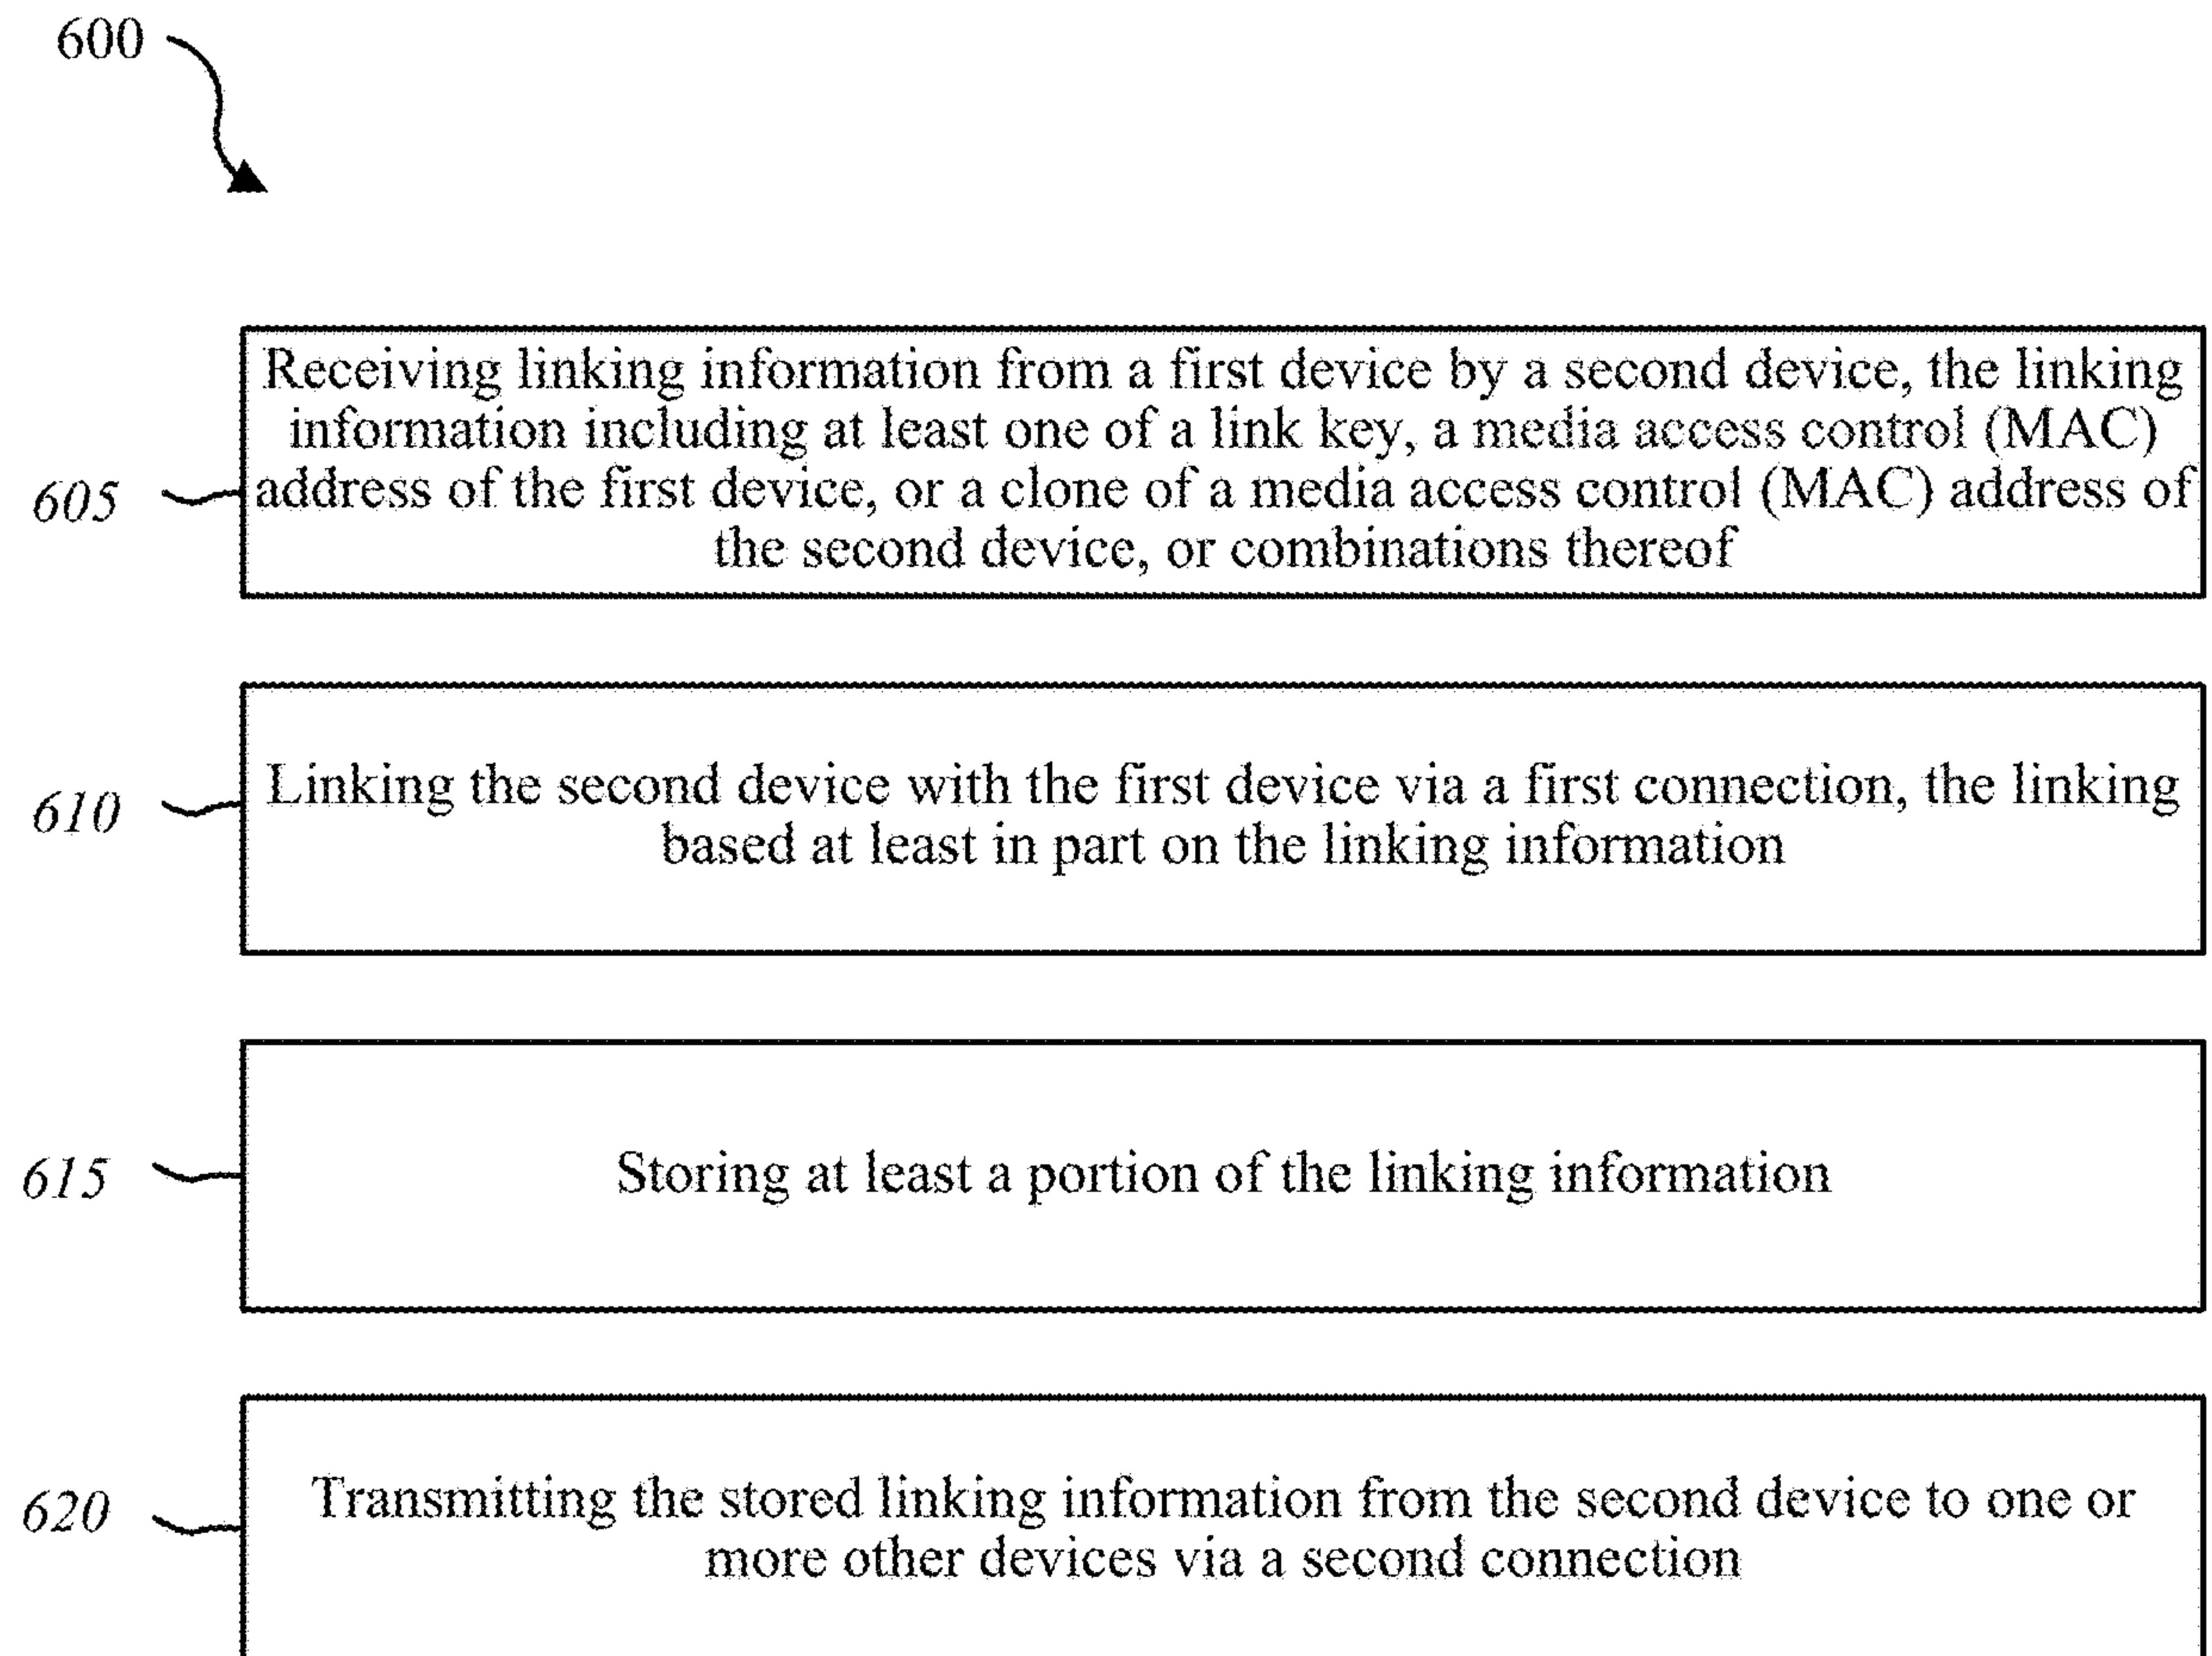 600
Receiving linking information from a first device by a second device, the linking
information including at least one of a link key, a media access control (MAC)
605
address of the first device, or a clone of a media access control (MAC) address of
the second device, or combinations thereof
610
Linking the second device with the first device via a first connection, the linking
based at least in part on the linking information
615
Storing at least a portion of the linking information
620
Transmitting the stored linking information from the second device to one or
more other devices via a second connection